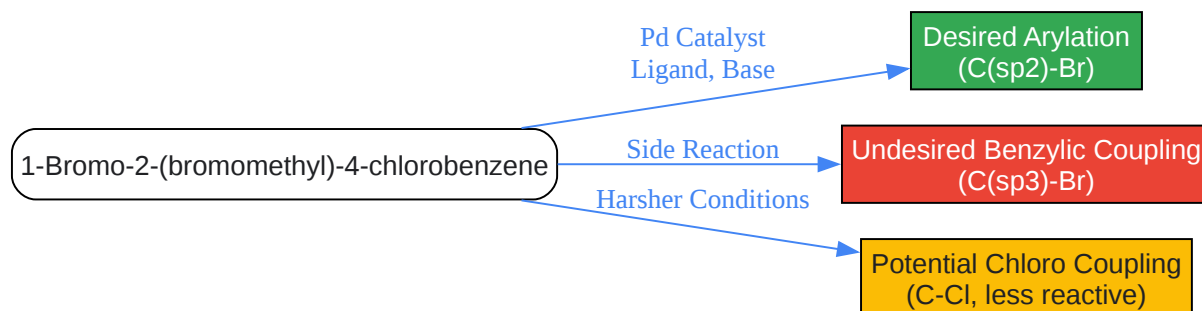 Pd Catalyst
Ligand, Base
Desired Arylation
(C(sp2)-Br)
1-Bromo-2-(bromomethyl)-4-chlorobenzene
Side Reaction
Undesired Benzylic Coupling
(C(sp3)-Br)
Harsher Conditions
Potential Chloro Coupling
(C-Cl, less reactive)